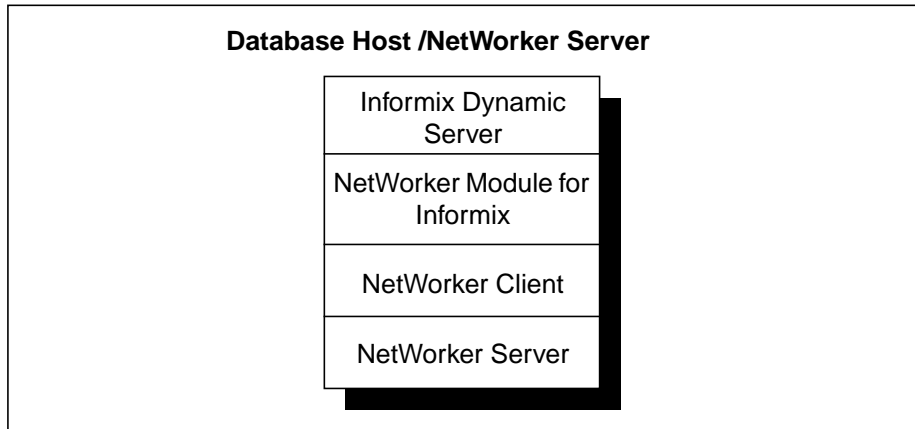 Database Host /NetWorker Server
Informix Dynamic
Server
NetWorker Module for
Informix
NetWorker Client
NetWorker Server